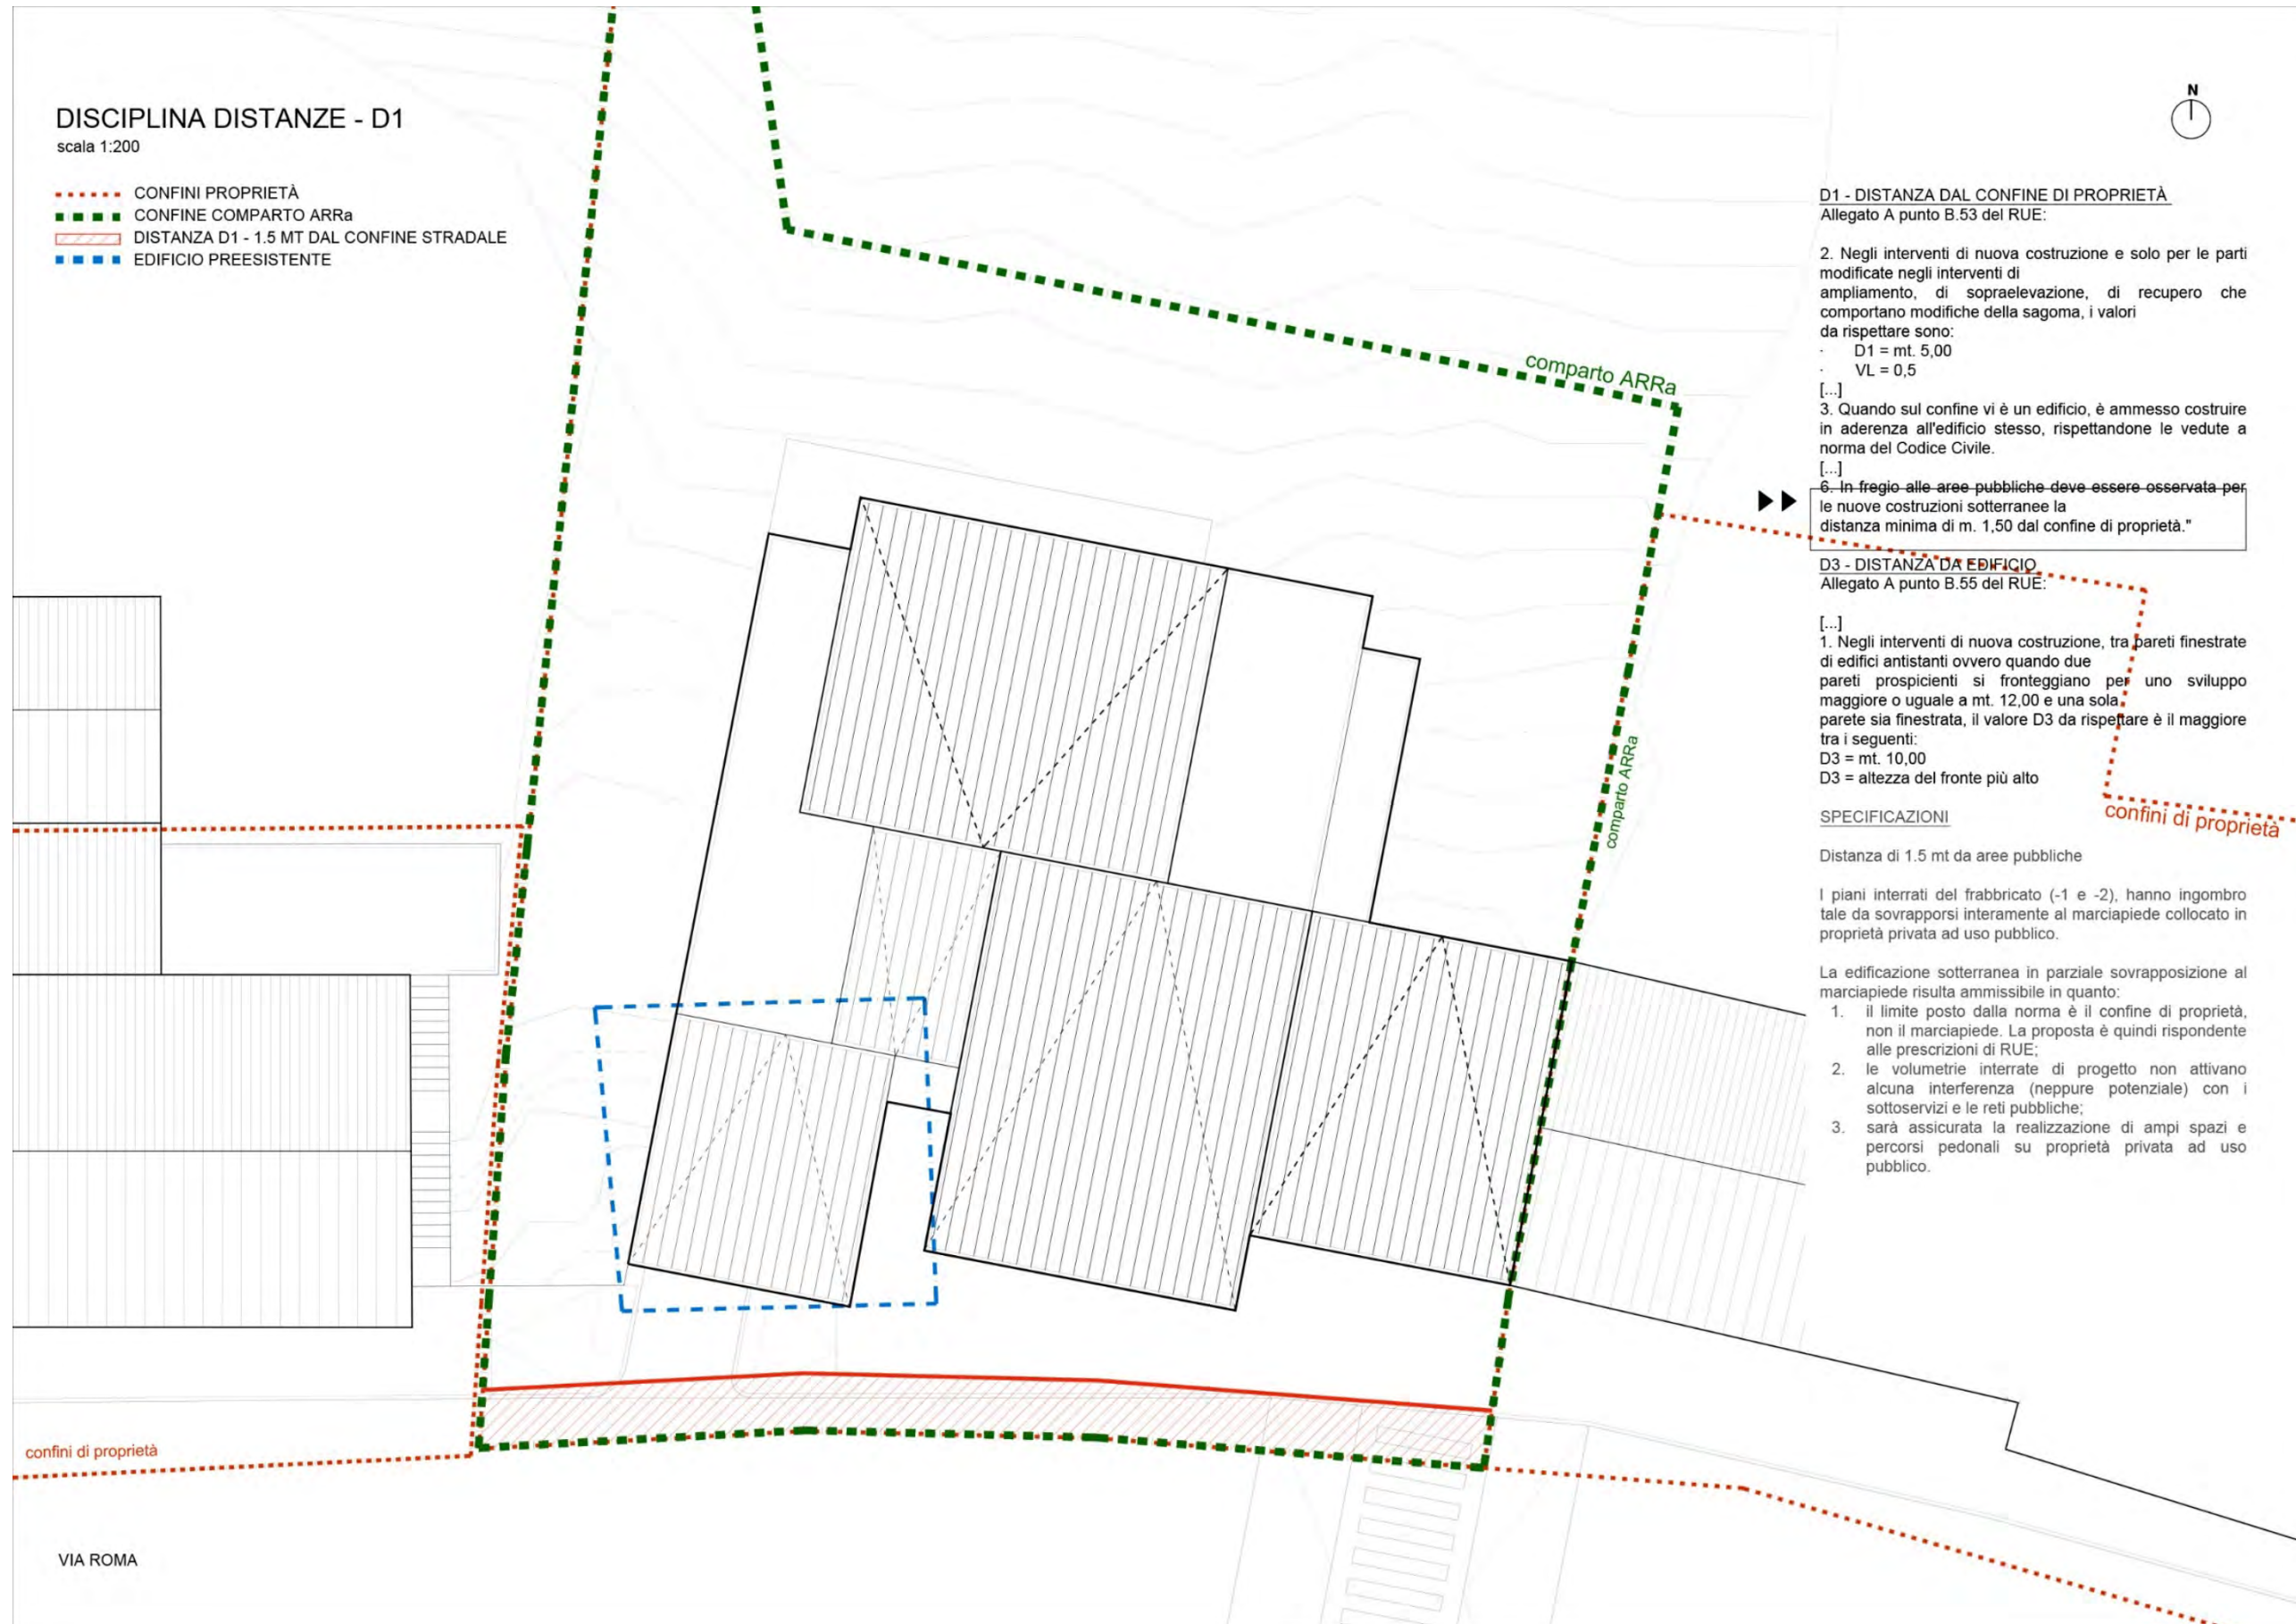 DISCIPLINA DISTANZE - D1
scala 1:200
CONFINI PROPRIETÀ
CONFINE COMPARTO ARRa
DISTANZA D1 - 1.5 MT DAL CONFINE STRADALE
EDIFICIO PREESISTENTE
N
comparto ARRa
comparto ARRa
confini di proprietà
confini di proprietà
VIA ROMA
D1 - DISTANZA DAL CONFINE DI PROPRIETÀ
Allegato A punto B.53 del RUE:
2. Negli interventi di nuova costruzione e solo per le parti
modificate negli interventi di
ampliamento, di sopraelevazione, di recupero che
comportano modifiche della sagoma, i valori
da rispettare sono:
· D1 = mt. 5,00
· VL = 0,5
[...]
3. Quando sul confine vi è un edificio, è ammesso costruire
in aderenza all'edificio stesso, rispettandone le vedute a
norma del Codice Civile.
[...]
6. In fregio alle aree pubbliche deve essere osservata per
le nuove costruzioni sotterranee la
distanza minima di m. 1,50 dal confine di proprietà."
D3 - DISTANZA DA EDIFICIO
Allegato A punto B.55 del RUE:
[...]
1. Negli interventi di nuova costruzione, tra pareti finestrate
di edifici antistanti ovvero quando due
pareti prospicienti si fronteggiano per uno sviluppo
maggiore o uguale a mt. 12,00 e una sola
parete sia finestrata, il valore D3 da rispettare è il maggiore
tra i seguenti:
D3 = mt. 10,00
D3 = altezza del fronte più alto
SPECIFICAZIONI
Distanza di 1.5 mt da aree pubbliche
I piani interrati del frabbricato (-1 e -2), hanno ingombro
tale da sovrapporsi interamente al marciapiede collocato in
proprietà privata ad uso pubblico.
La edificazione sotterranea in parziale sovrapposizione al
marciapiede risulta ammissibile in quanto:
1. il limite posto dalla norma è il confine di proprietà,
non il marciapiede. La proposta è quindi rispondente
alle prescrizioni di RUE;
2. le volumetrie interrate di progetto non attivano
alcuna interferenza (neppure potenziale) con i
sottoservizi e le reti pubbliche;
3. sarà assicurata la realizzazione di ampi spazi e
percorsi pedonali su proprietà privata ad uso
pubblico.